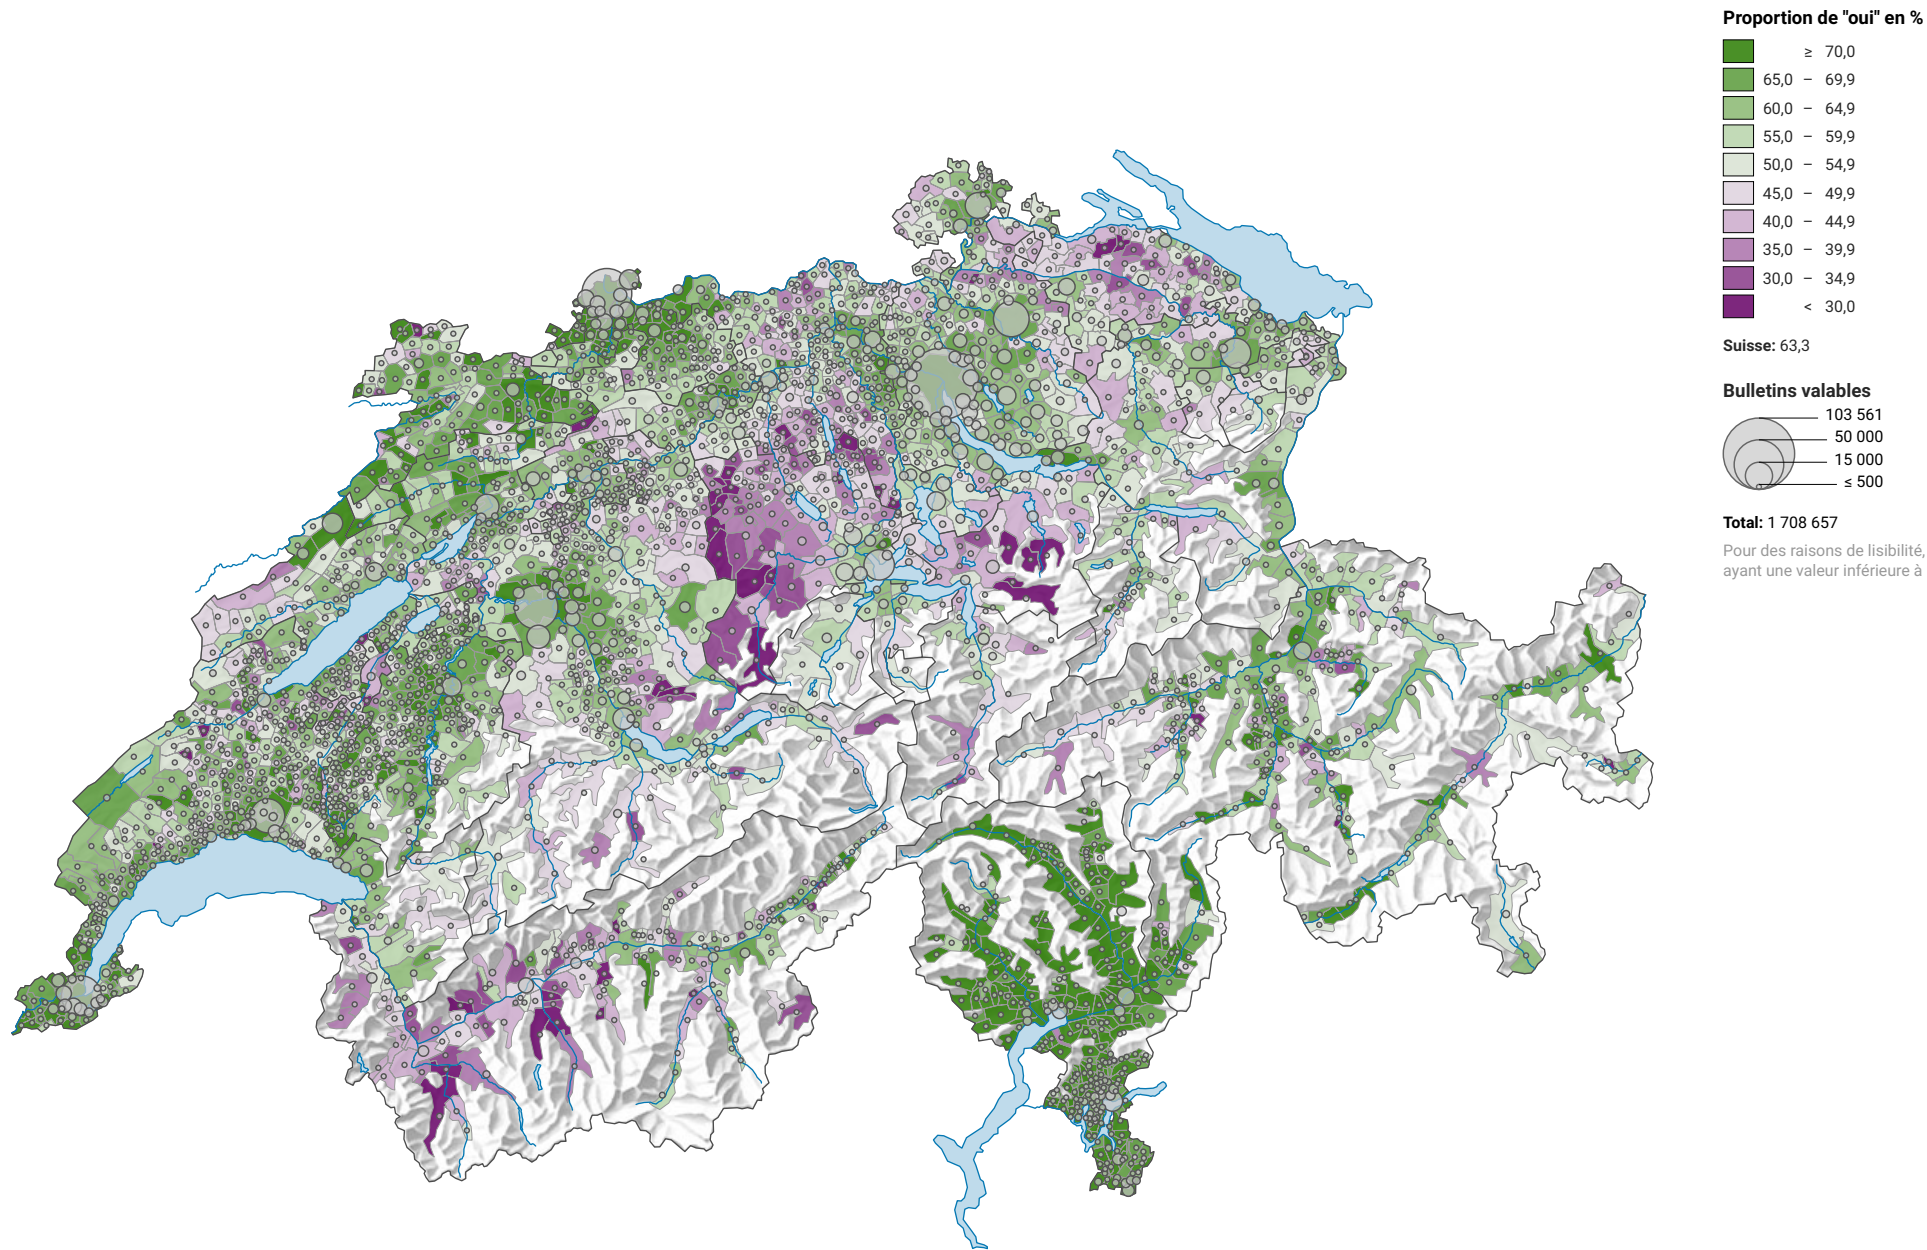 Proportion de "oui" en %
≥ 70,0
65,0 – 69,9
60,0 – 64,9
55,0 – 59,9
50,0 – 54,9
45,0 – 49,9
40,0 – 44,9
35,0 – 39,9
30,0 – 34,9
< 30,0
Suisse: 63,3
Bulletins valables
103 561
50 000
15 000
≤ 500
Total: 1 708 657
Pour des raisons de lisibilité,
ayant une valeur inférieure à